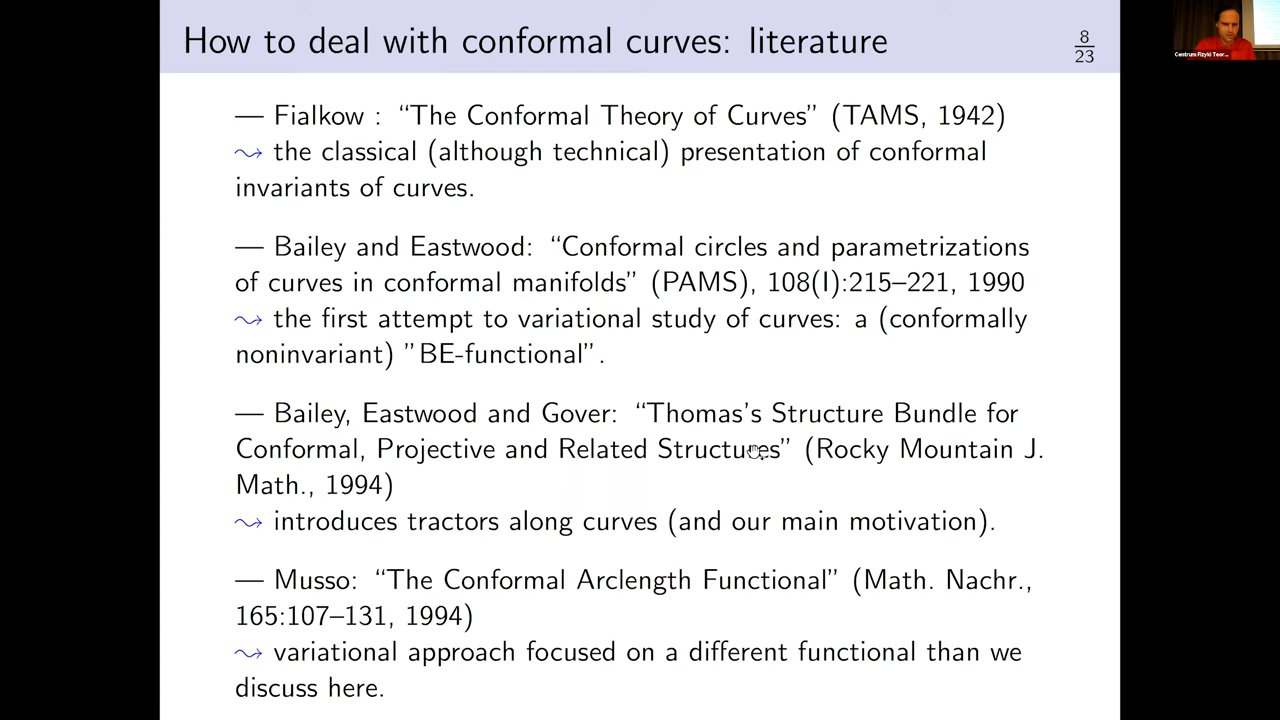 How to deal with conformal curves: literature
8
23
— Fialkow : “The Conformal Theory of Curves” (TAMS, 1942)
⇝ the classical (although technical) presentation of conformal
invariants of curves.
— Bailey and Eastwood: “Conformal circles and parametrizations
of curves in conformal manifolds” (PAMS), 108(I):215–221, 1990
⇝ the first attempt to variational study of curves: a (conformally
noninvariant) ”BE-functional”.
— Bailey, Eastwood and Gover: “Thomas’s Structure Bundle for
Conformal, Projective and Related Structures” (Rocky Mountain J.
Math., 1994)
⇝ introduces tractors along curves (and our main motivation).
— Musso: “The Conformal Arclength Functional” (Math. Nachr.,
165:107–131, 1994)
⇝ variational approach focused on a different functional than we
discuss here.
Centrum Fizyki Teor...